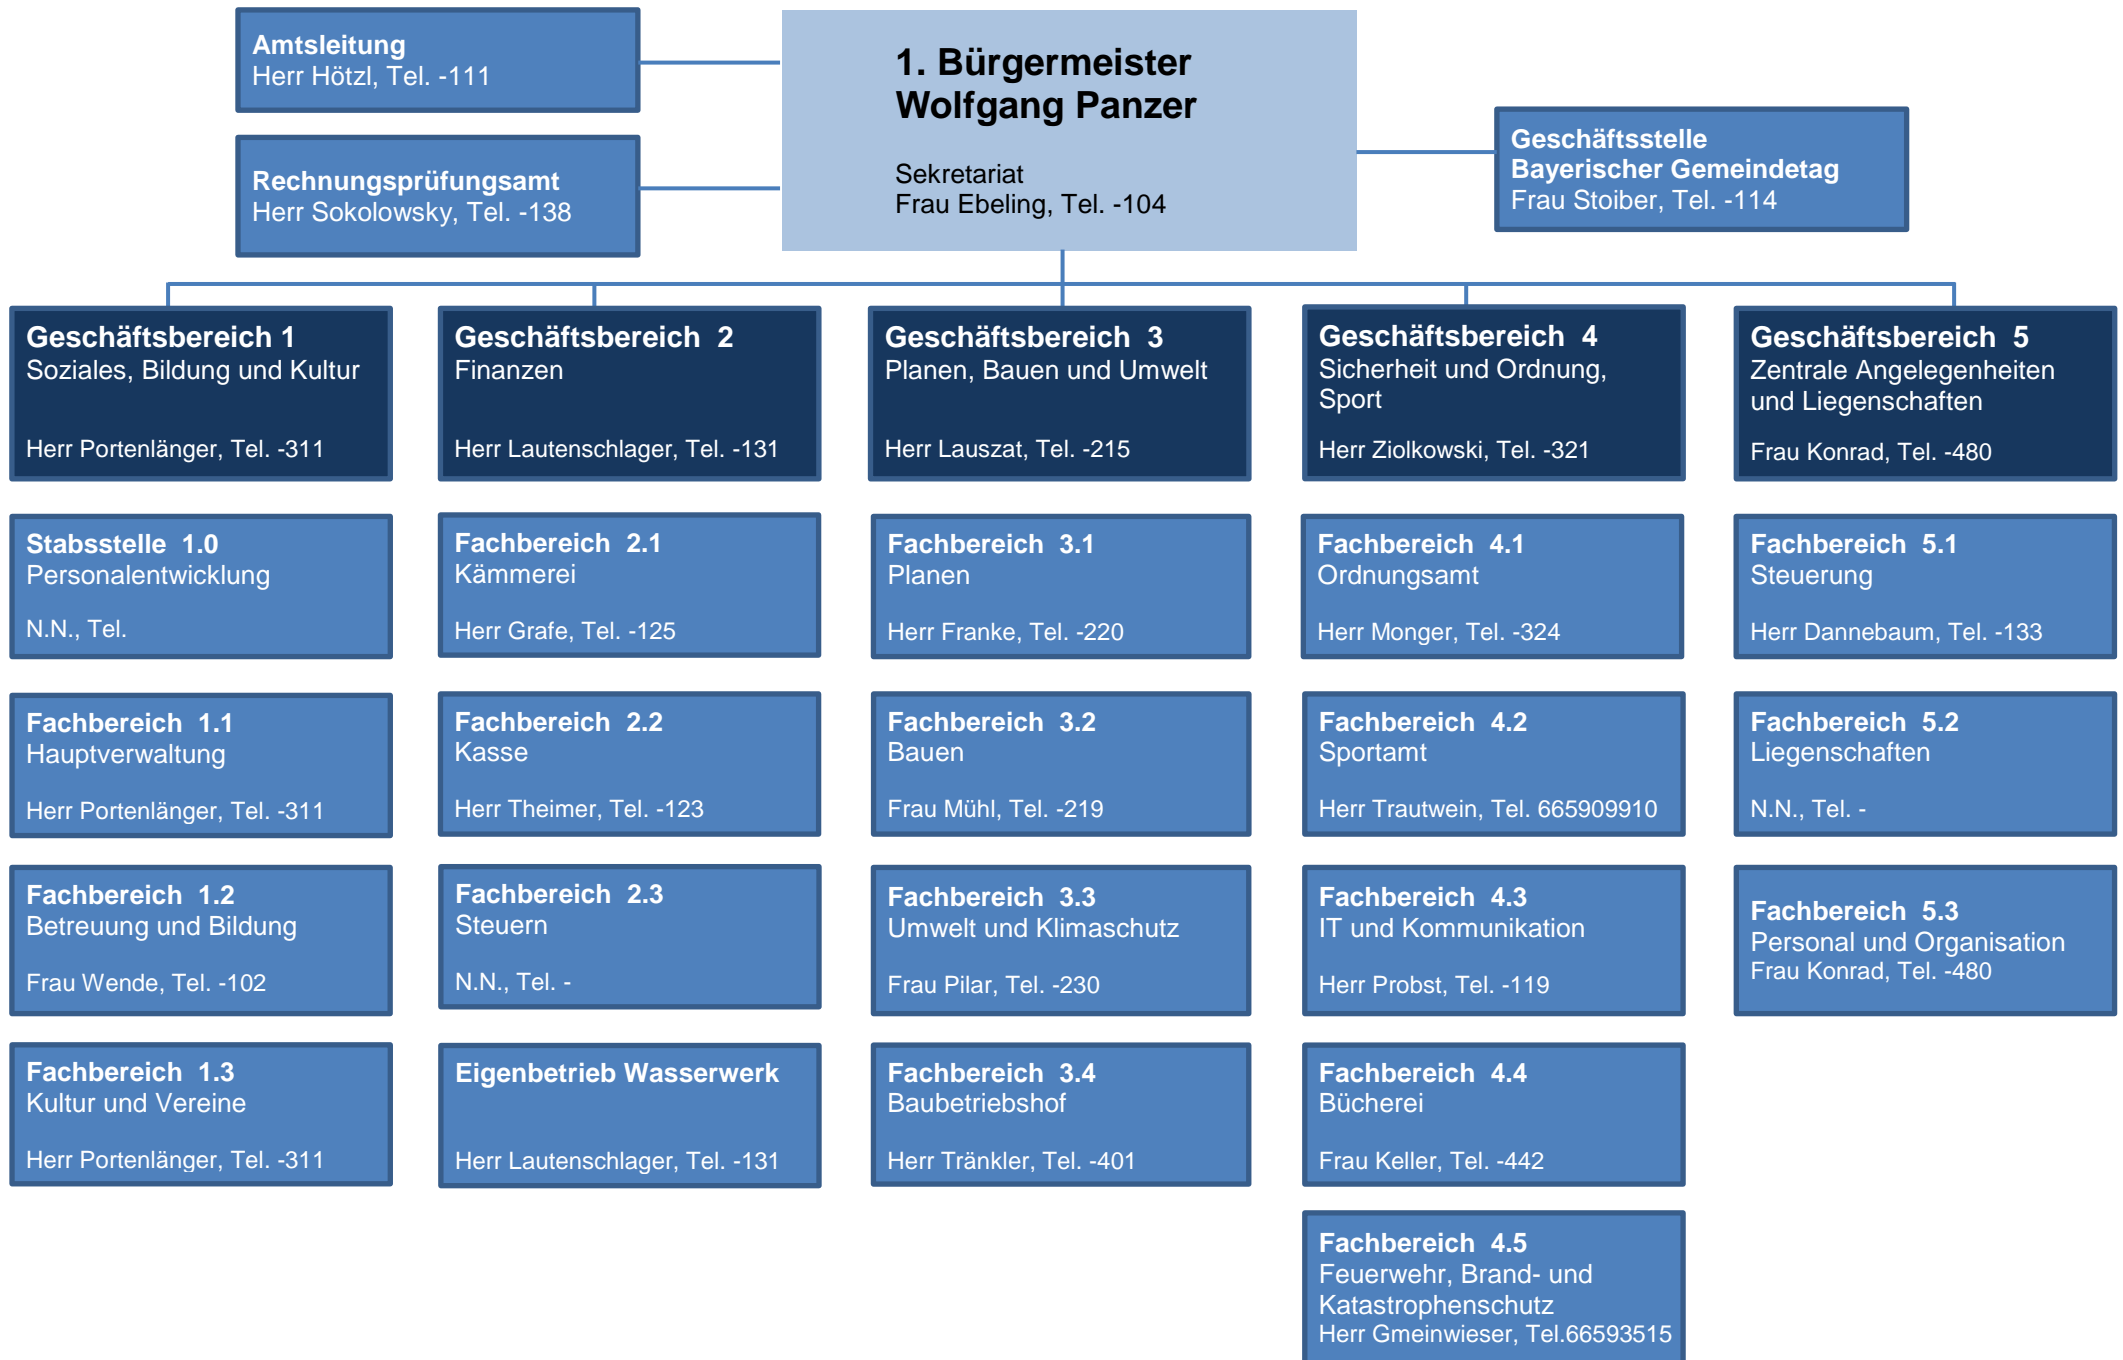 Amtsleitung
Herr Hötzl, Tel. -111
Rechnungsprüfungsamt
Herr Sokolowsky, Tel. -138
1. Bürgermeister
Wolfgang Panzer
Sekretariat
Frau Ebeling, Tel. -104
Geschäftsstelle
Bayerischer Gemeindetag
Frau Stoiber, Tel. -114
Geschäftsbereich 1
Soziales, Bildung und Kultur
Herr Portenlänger, Tel. -311
Stabsstelle 1.0
Personalentwicklung
N.N., Tel.
Fachbereich 1.1
Hauptverwaltung
Herr Portenlänger, Tel. -311
Fachbereich 1.2
Betreuung und Bildung
Frau Wende, Tel. -102
Fachbereich 1.3
Kultur und Vereine
Herr Portenlänger, Tel. -311
Geschäftsbereich 2
Finanzen
Herr Lautenschlager, Tel. -131
Fachbereich 2.1
Kämmerei
Herr Grafe, Tel. -125
Fachbereich 2.2
Kasse
Herr Theimer, Tel. -123
Fachbereich 2.3
Steuern
N.N., Tel. -
Eigenbetrieb Wasserwerk
Herr Lautenschlager, Tel. -131
Geschäftsbereich 3
Planen, Bauen und Umwelt
Herr Lauszat, Tel. -215
Fachbereich 3.1
Planen
Herr Franke, Tel. -220
Fachbereich 3.2
Bauen
Frau Mühl, Tel. -219
Fachbereich 3.3
Umwelt und Klimaschutz
Frau Pilar, Tel. -230
Fachbereich 3.4
Baubetriebshof
Herr Tränkler, Tel. -401
Geschäftsbereich 4
Sicherheit und Ordnung,
Sport
Herr Ziolkowski, Tel. -321
Fachbereich 4.1
Ordnungsamt
Herr Monger, Tel. -324
Fachbereich 4.2
Sportamt
Herr Trautwein, Tel. 665909910
Fachbereich 4.3
IT und Kommunikation
Herr Probst, Tel. -119
Fachbereich 4.4
Bücherei
Frau Keller, Tel. -442
Fachbereich 4.5
Feuerwehr, Brand- und
Katastrophenschutz
Herr Gmeinwieser, Tel.66593515
Geschäftsbereich 5
Zentrale Angelegenheiten
und Liegenschaften
Frau Konrad, Tel. -480
Fachbereich 5.1
Steuerung
Herr Dannebaum, Tel. -133
Fachbereich 5.2
Liegenschaften
N.N., Tel. -
Fachbereich 5.3
Personal und Organisation
Frau Konrad, Tel. -480